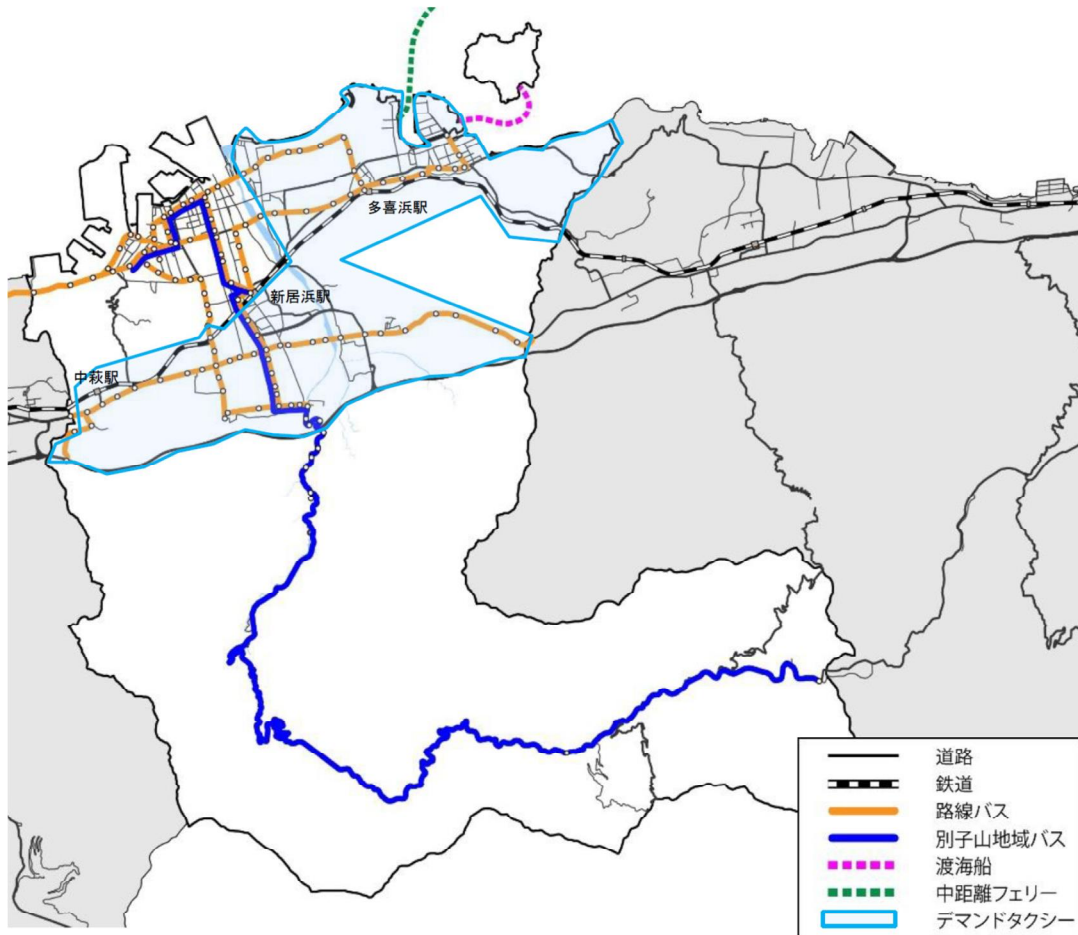 多喜浜駅
新居浜駅
中萩駅
道路
鉄道
路線バス
別子山地域バス
渡海船
中距離フェリー
デマンドタクシー